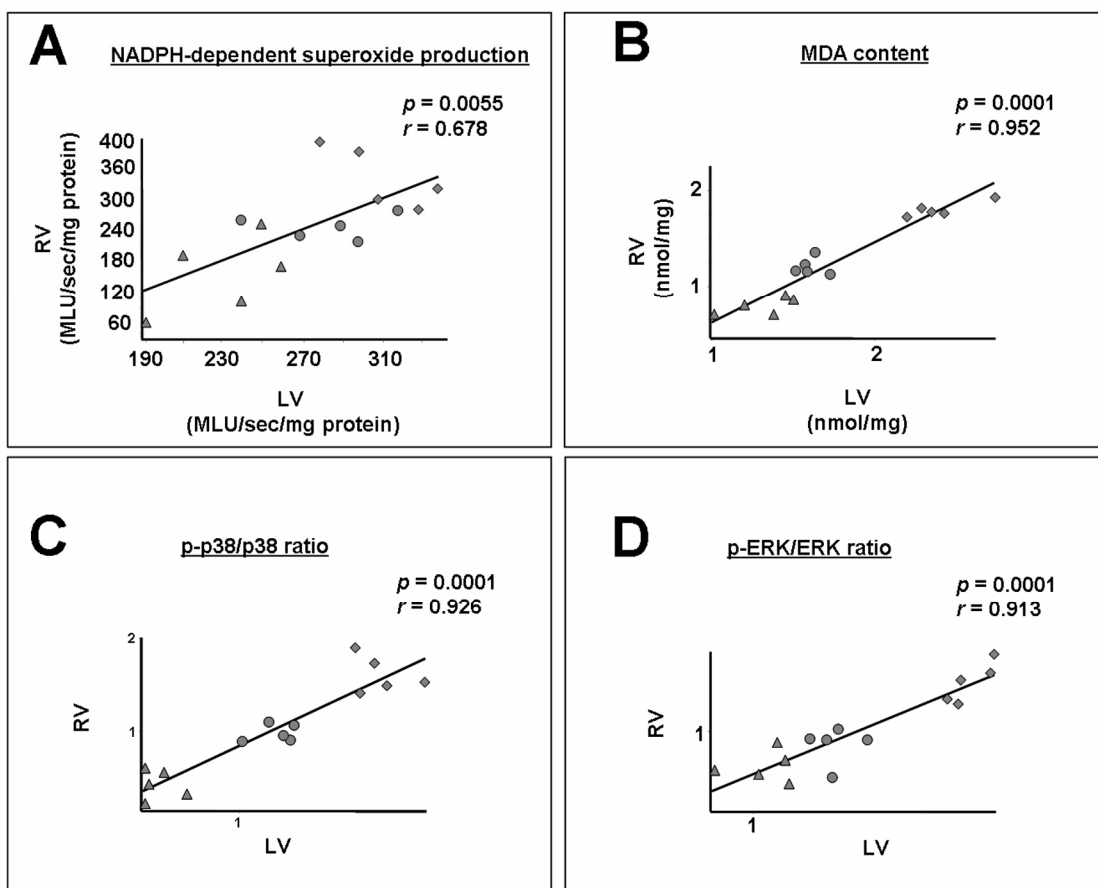 A
NADPH-dependent superoxide production
p = 0.0055
r = 0.678
RV
(MLU/sec/mg protein)
400
360
300
240
180
120
60
190
230
270
310
LV
(MLU/sec/mg protein)
B
MDA content
p = 0.0001
r = 0.952
RV
(nmol/mg)
2
1
1
2
LV
(nmol/mg)
C
p-p38/p38 ratio
p = 0.0001
r = 0.926
RV
2
1
1
LV
D
p-ERK/ERK ratio
p = 0.0001
r = 0.913
RV
1
1
LV